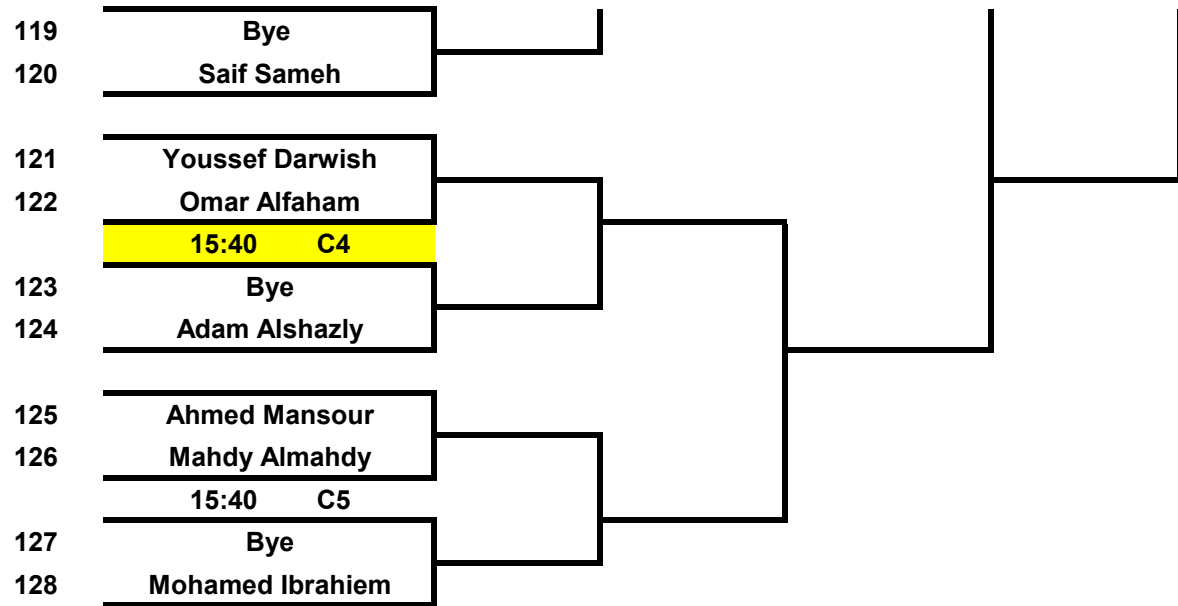 119 Bye
120 Saif Sameh
121 Youssef Darwish
122 Omar Alfaham
15:40 C4
123 Bye
124 Adam Alshazly
125 Ahmed Mansour
126 Mahdy Almahdy
15:40 C5
127 Bye
128 Mohamed Ibrahiem